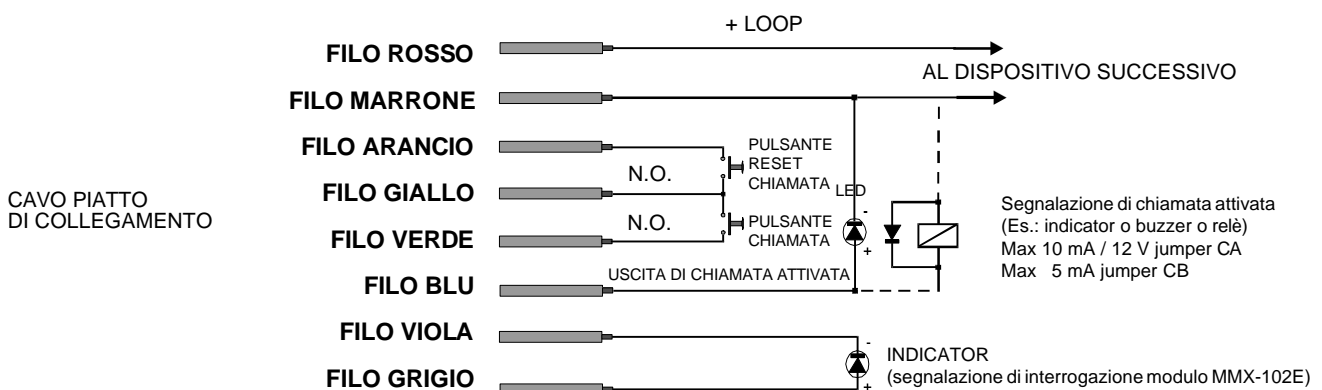 + LOOP
FILO ROSSO
AL DISPOSITIVO SUCCESSIVO
FILO MARRONE
FILO ARANCIO
PULSANTE
RESET
CHIAMATA
N.O.
LED
FILO GIALLO
CAVO PIATTO
DI COLLEGAMENTO
N.O.
PULSANTE
CHIAMATA
FILO VERDE
-
+
Segnalazione di chiamata attivata
(Es.: indicator o buzzer o relè)
Max 10 mA / 12 V jumper CA
Max 5 mA jumper CB
USCITA DI CHIAMATA ATTIVATA
FILO BLU
FILO VIOLA
-
+
INDICATOR
(segnalazione di interrogazione modulo MMX-102E)
FILO GRIGIO